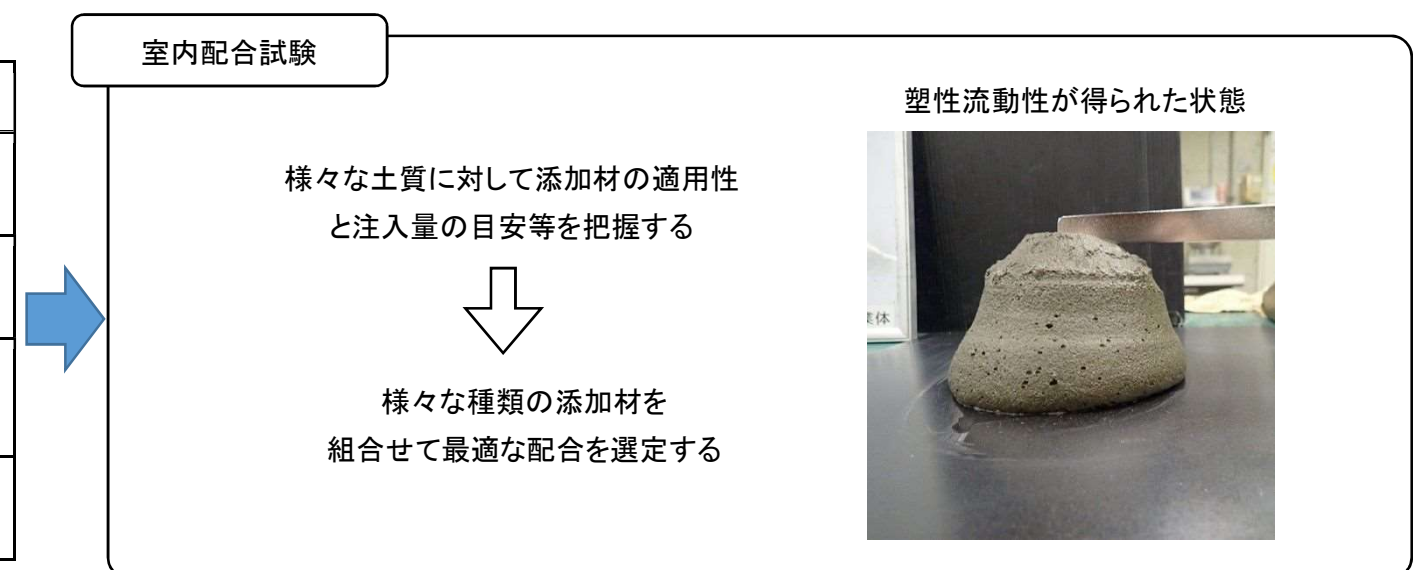 室内配合試験
塑性流動性が得られた状態
様々な土質に対して添加材の適用性
と注入量の目安等を把握する
様々な種類の添加材を
組合せて最適な配合を選定する
体